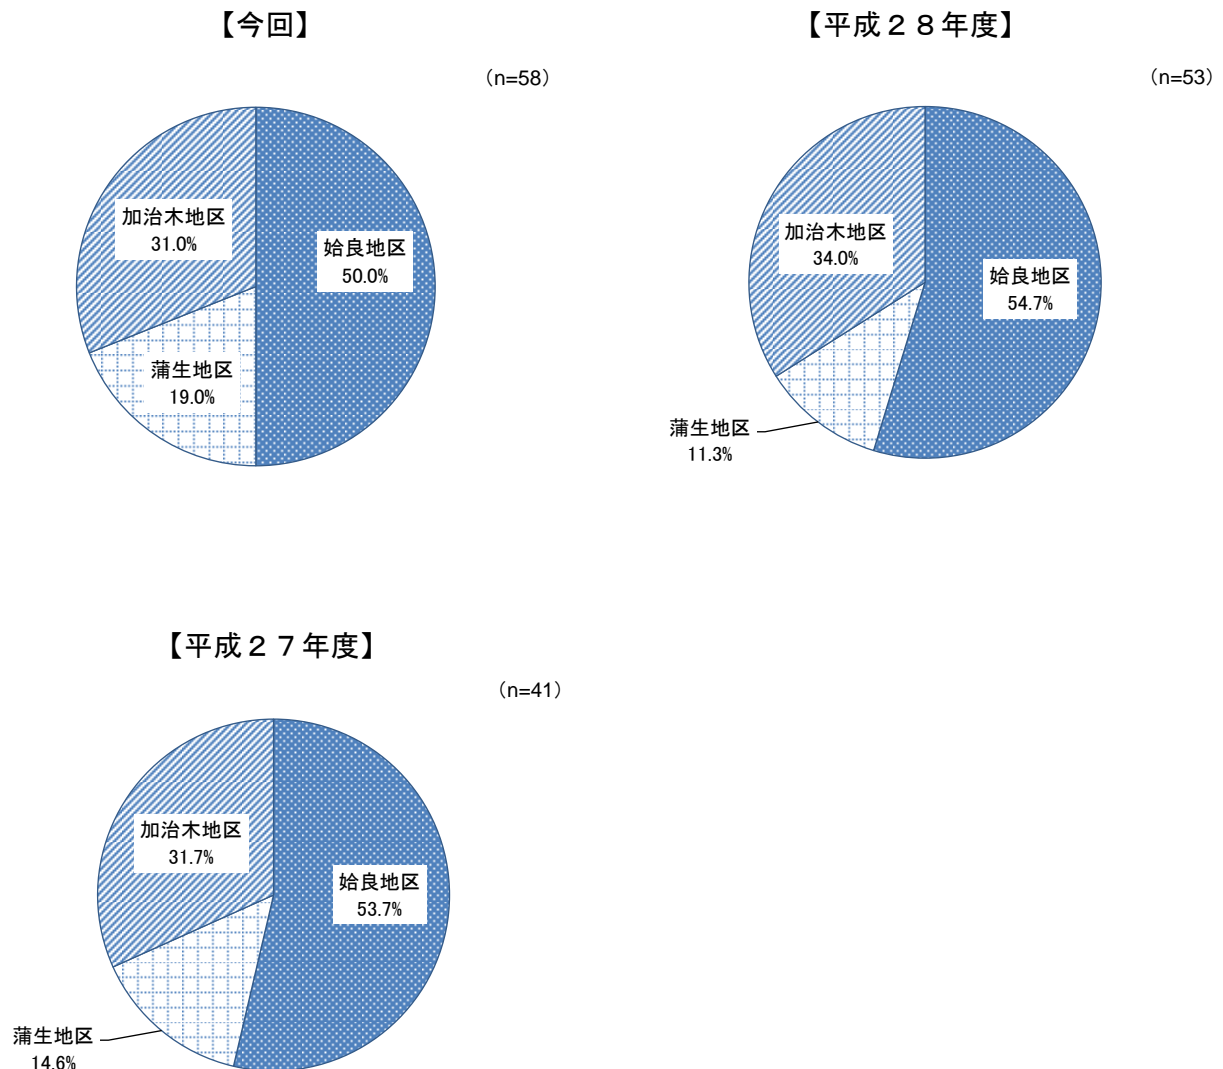 【今回】
（n=58）
加治木地区
31.0%
姶良地区
50.0%
蒲生地区
19.0%
【平成２８年度】
（n=53）
加治木地区
34.0%
姶良地区
54.7%
蒲生地区
11.3%
【平成２７年度】
（n=41）
加治木地区
31.7%
姶良地区
53.7%
蒲生地区
14.6%